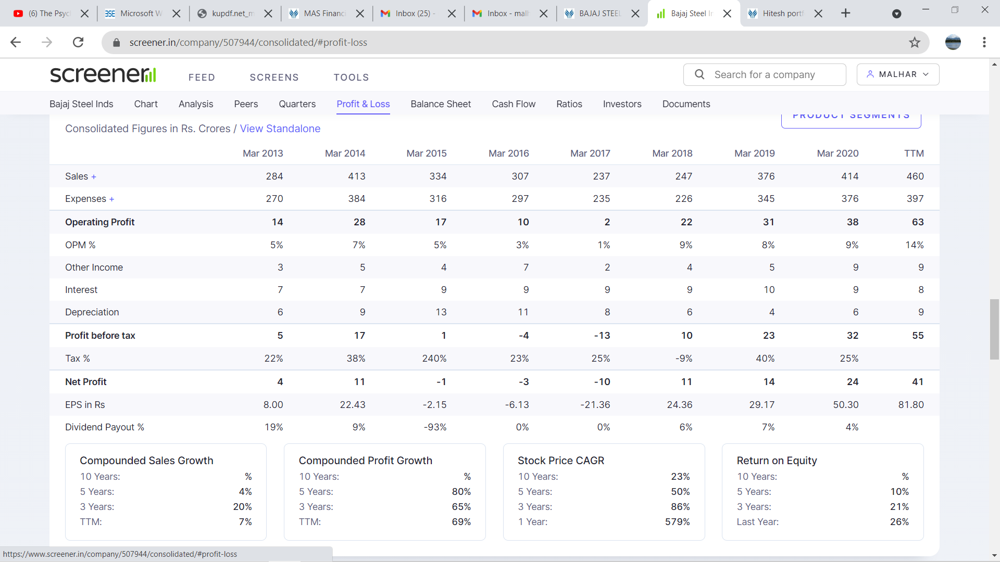 (6) The Psyc Microsoft W kupdf.net_m MAS Financi Inbox (25) - Inbox - malh BAJAJ STEEL Bajaj Steel In Hitesh portf
screener.in/company/507944/consolidated/#profit-loss
screener FEED SCREENS TOOLS Search for a company MALHAR
Bajaj Steel Inds Chart Analysis Peers Quarters Profit & Loss Balance Sheet Cash Flow Ratios Investors Documents
PRODUCT SEGMENTS
Consolidated Figures in Rs. Crores / View Standalone
Mar 2013 Mar 2014 Mar 2015 Mar 2016 Mar 2017 Mar 2018 Mar 2019 Mar 2020 TTM
Sales + 284 413 334 307 237 247 376 414 460
Expenses + 270 384 316 297 235 226 345 376 397
Operating Profit 14 28 17 10 2 22 31 38 63
OPM % 5% 7% 5% 3% 1% 9% 8% 9% 14%
Other Income 3 5 4 7 2 4 5 9 9
Interest 7 7 9 9 9 9 10 9 8
Depreciation 6 9 13 11 8 6 4 6 9
Profit before tax 5 17 1 -4 -13 10 23 32 55
Tax % 22% 38% 240% 23% 25% -9% 40% 25%
Net Profit 4 11 -1 -3 -10 11 14 24 41
EPS in Rs 8.00 22.43 -2.15 -6.13 -21.36 24.36 29.17 50.30 81.80
Dividend Payout % 19% 9% -93% 0% 0% 6% 7% 4%
Compounded Sales Growth
10 Years: %
5 Years: 4%
3 Years: 20%
TTM: 7%
Compounded Profit Growth
10 Years: %
5 Years: 80%
3 Years: 65%
TTM: 69%
Stock Price CAGR
10 Years: 23%
5 Years: 50%
3 Years: 86%
1 Year: 579%
Return on Equity
10 Years: %
5 Years: 10%
3 Years: 21%
Last Year: 26%
https://www.screener.in/company/507944/consolidated/#profit-loss